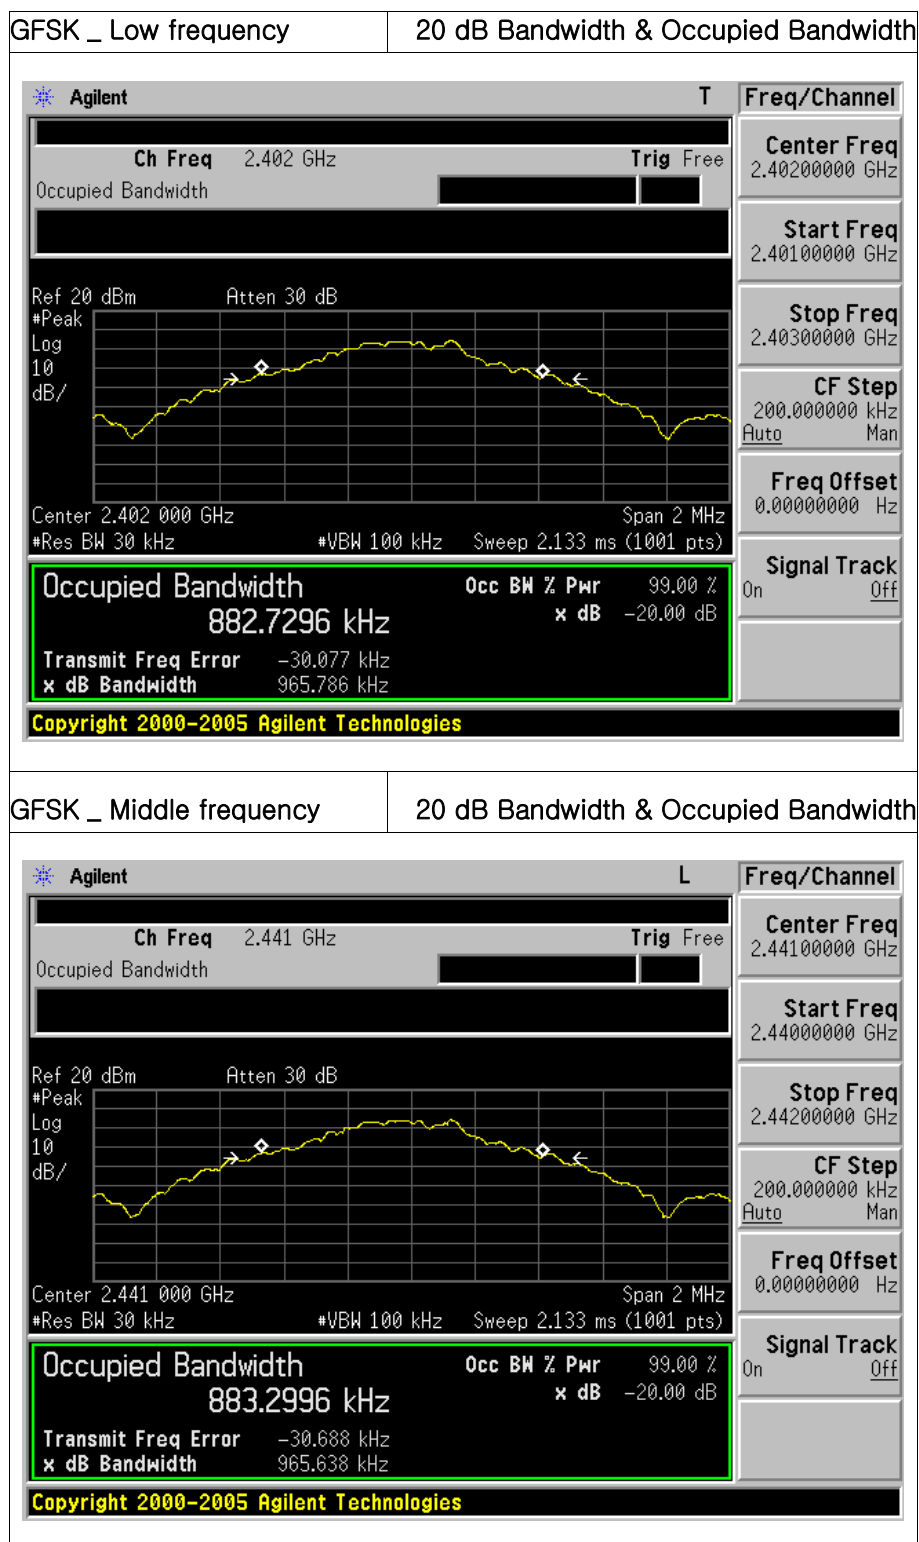 GFSK _ Low frequency 20 dB Bandwidth & Occupied Bandwidth
Agilent T Freq/Channel
Ch Freq 2.402 GHz Trig Free
Occupied Bandwidth
Center Freq
2.40200000 GHz
Start Freq
2.40100000 GHz
Stop Freq
2.40300000 GHz
CF Step
200.000000 kHz
Auto Man
Freq Offset
0.00000000 Hz
Signal Track
On Off
Ref 20 dBm Atten 30 dB
#Peak
Log
10
dB/
Center 2.402 000 GHz Span 2 MHz
#Res BW 30 kHz #VBW 100 kHz Sweep 2.133 ms (1001 pts)
Occupied Bandwidth Occ BW % Pwr 99.00 %
882.7296 kHz x dB -20.00 dB
Transmit Freq Error -30.077 kHz
x dB Bandwidth 965.786 kHz
Copyright 2000-2005 Agilent Technologies
GFSK _ Middle frequency 20 dB Bandwidth & Occupied Bandwidth
Agilent L Freq/Channel
Ch Freq 2.441 GHz Trig Free
Occupied Bandwidth
Center Freq
2.44100000 GHz
Start Freq
2.44000000 GHz
Stop Freq
2.44200000 GHz
CF Step
200.000000 kHz
Auto Man
Freq Offset
0.00000000 Hz
Signal Track
On Off
Ref 20 dBm Atten 30 dB
#Peak
Log
10
dB/
Center 2.441 000 GHz Span 2 MHz
#Res BW 30 kHz #VBW 100 kHz Sweep 2.133 ms (1001 pts)
Occupied Bandwidth Occ BW % Pwr 99.00 %
883.2996 kHz x dB -20.00 dB
Transmit Freq Error -30.688 kHz
x dB Bandwidth 965.638 kHz
Copyright 2000-2005 Agilent Technologies